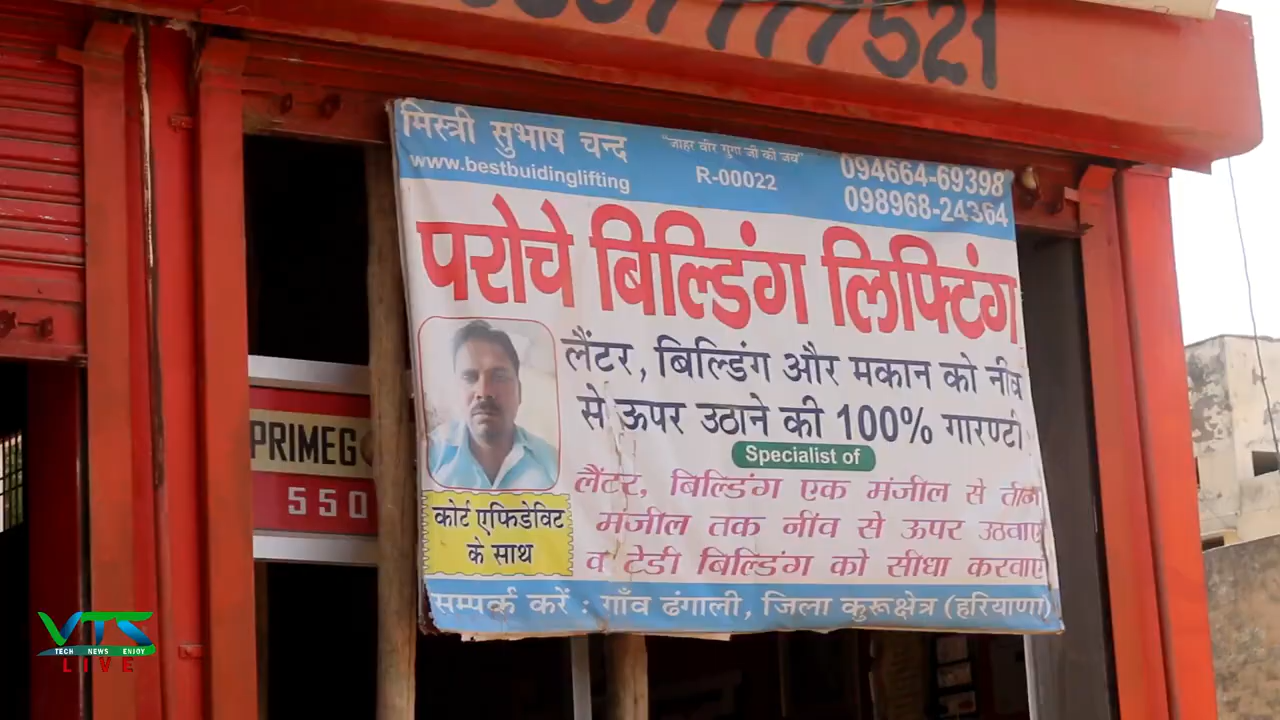 777521
मिस्त्री सुभाष चन्द
"जाहर वीर गुगा जी की जय"
094664-69398
www.bestbuidinglifting
R-00022
098968-24364
परोचे बिल्डिंग लिफ्टिंग
लैंटर, बिल्डिंग और मकान को नीव
से ऊपर उठाने की 100% गारण्टी
Specialist of
लैंटर, बिल्डिंग एक मंजील से तीन
मंजील तक नींव से ऊपर उठवाए
व टेडी बिल्डिंग को सीधा करवाए
कोर्ट एफिडेविट
के साथ
सम्पर्क करें : गाँव ढंगाली, जिला कुरूक्षेत्र (हरियाणा)
PRIMEG
550
VTS
TECH NEWS ENJOY
LIVE